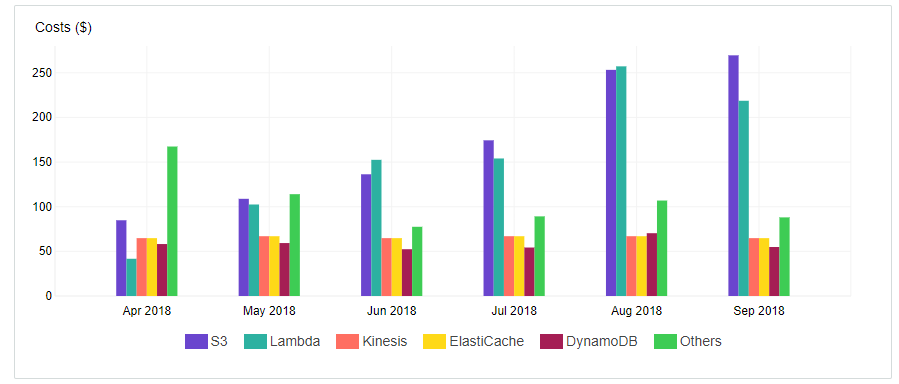 Costs ($)
250
200
150
100
50
0
Apr 2018 May 2018 Jun 2018 Jul 2018 Aug 2018 Sep 2018
S3 Lambda Kinesis ElastiCache DynamoDB Others